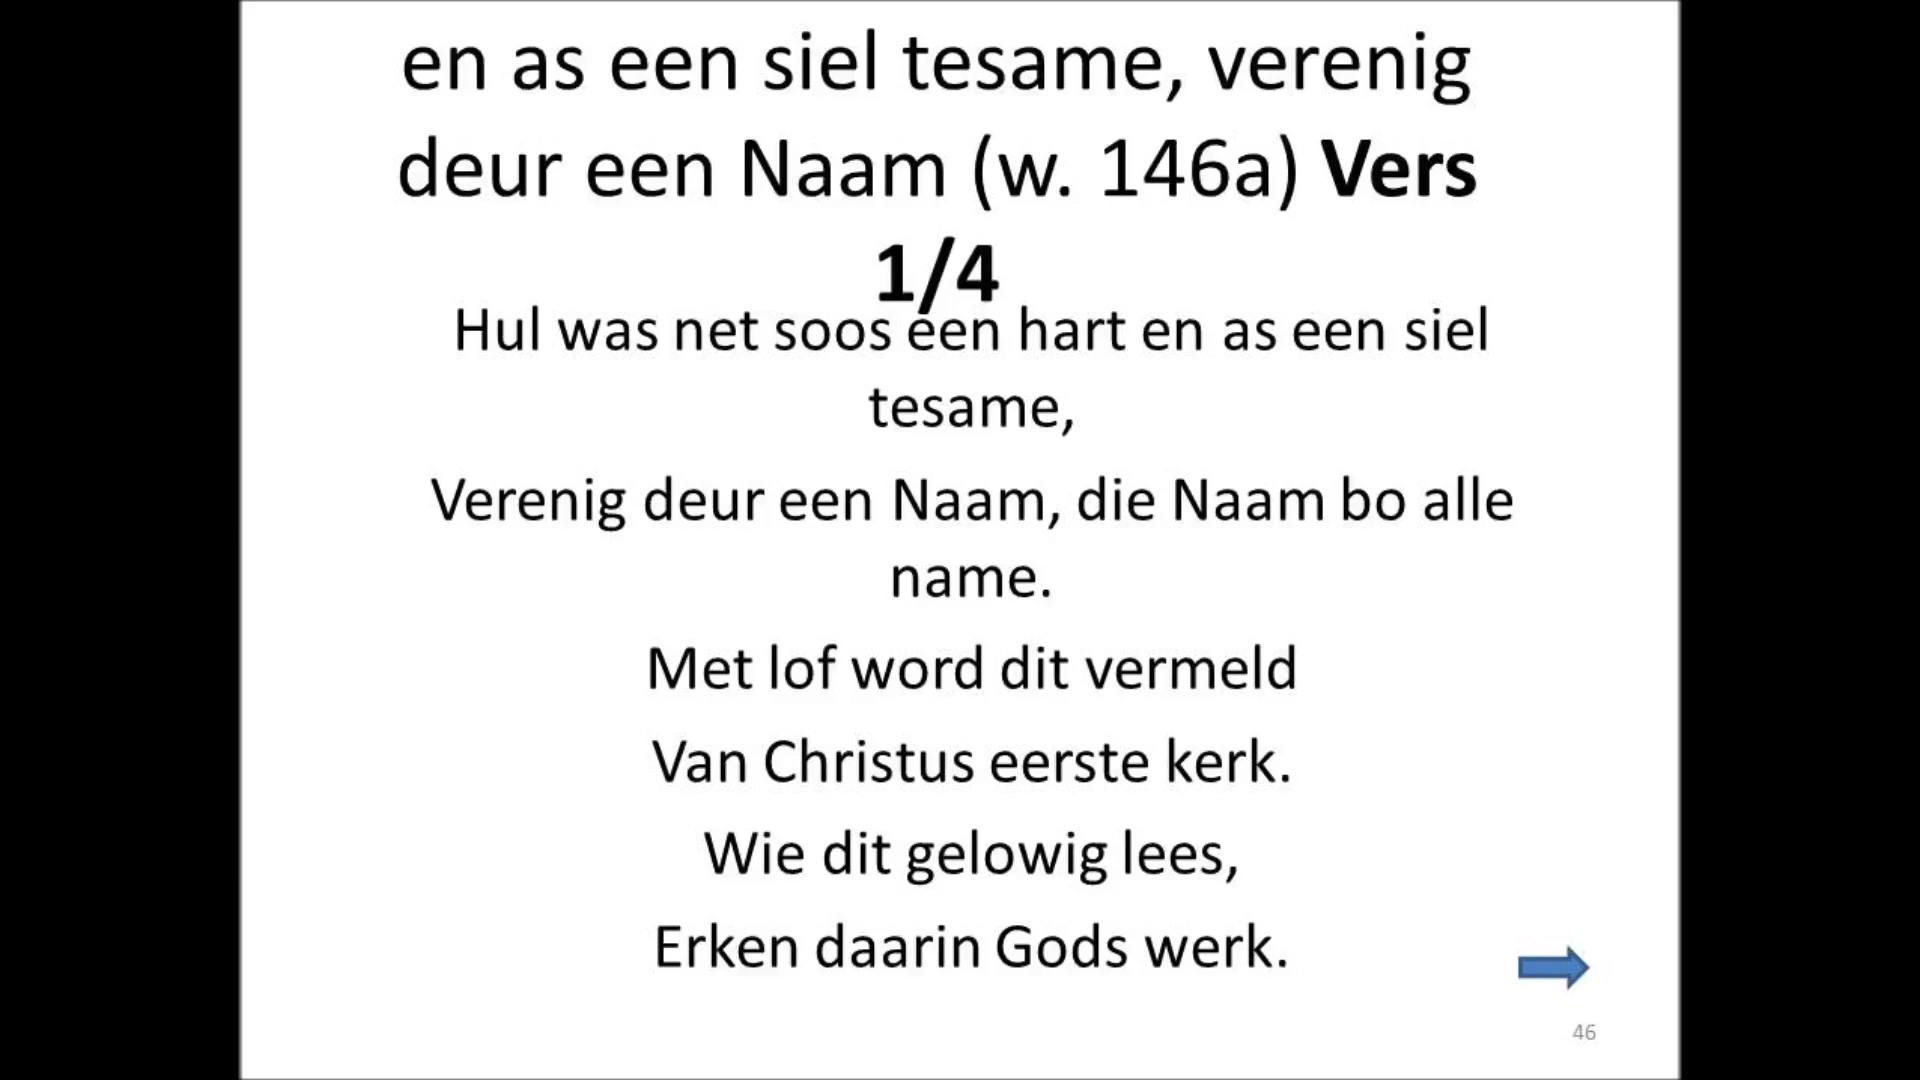 en as een siel tesame, verenig
deur een Naam (w. 146a) Vers
1/4
Hul was net soos een hart en as een siel
tesame,
Verenig deur een Naam, die Naam bo alle
name.
Met lof word dit vermeld
Van Christus eerste kerk.
Wie dit gelowig lees,
Erken daarin Gods werk.
46